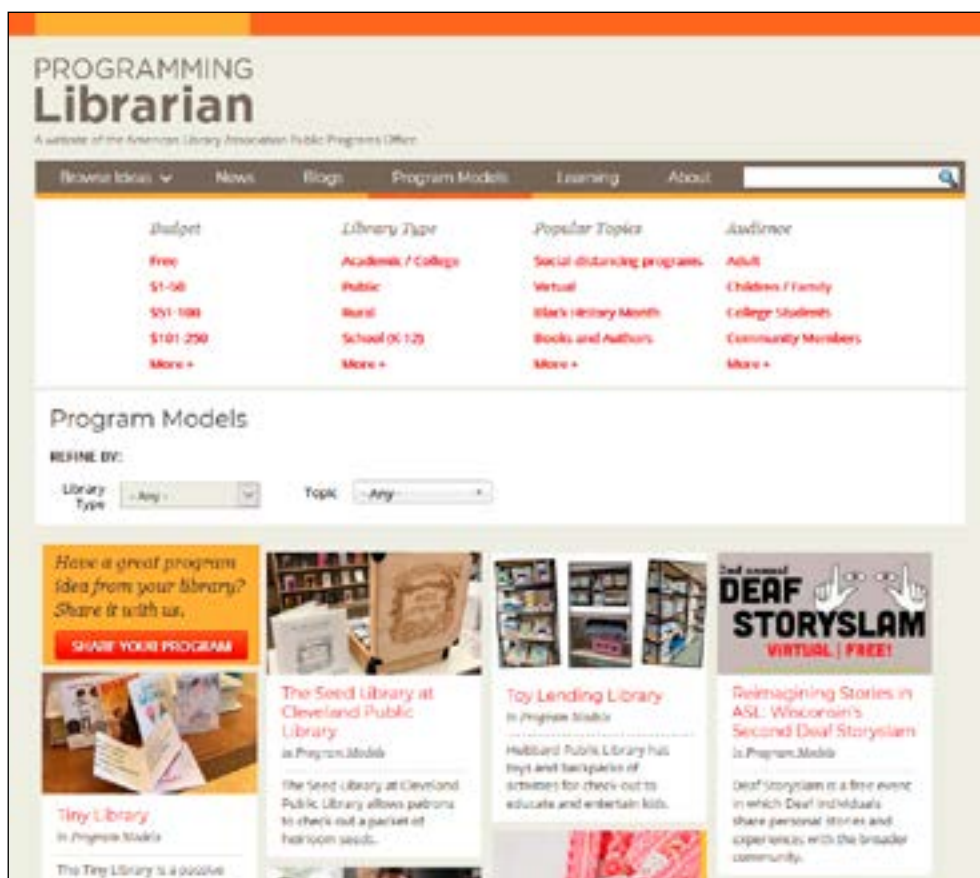 PROGRAMMING
Librarian
A website of the American Library Association Public Programs Office
Browse Ideas News Blogs Program Models Learning About
Budget Library Type Popular Topics Audience
Free Academic / College Social distancing programs Adult
$1-50 Public Virtual Children / Family
$51-100 Rural Black History Month College Students
$101-250 School (K-12) Books and Authors Community Members
More + More + More + More +
Program Models
REFINE BY:
Library
Type
- Any -
Topic
- Any -
Have a great program
idea from your library?
Share it with us.
SHARE YOUR PROGRAM
Tiny Library
in Program Models
The Tiny Library is a passive
The Seed Library at
Cleveland Public
Library
in Program Models
The Seed Library at Cleveland
Public Library allows patrons
to check out a packet of
heirloom seeds.
Toy Lending Library
in Program Models
Hubbard Public Library has
toys and backpacks of
activities for check-out to
educate and entertain kids.
2nd annual
DEAF
STORYSLAM
VIRTUAL | FREE!
Reimagining Stories in
ASL: Wisconsin's
Second Deaf Storyslam
in Program Models
Deaf Storyslam is a free event
in which Deaf individuals
share personal stories and
experiences with the broader
community.